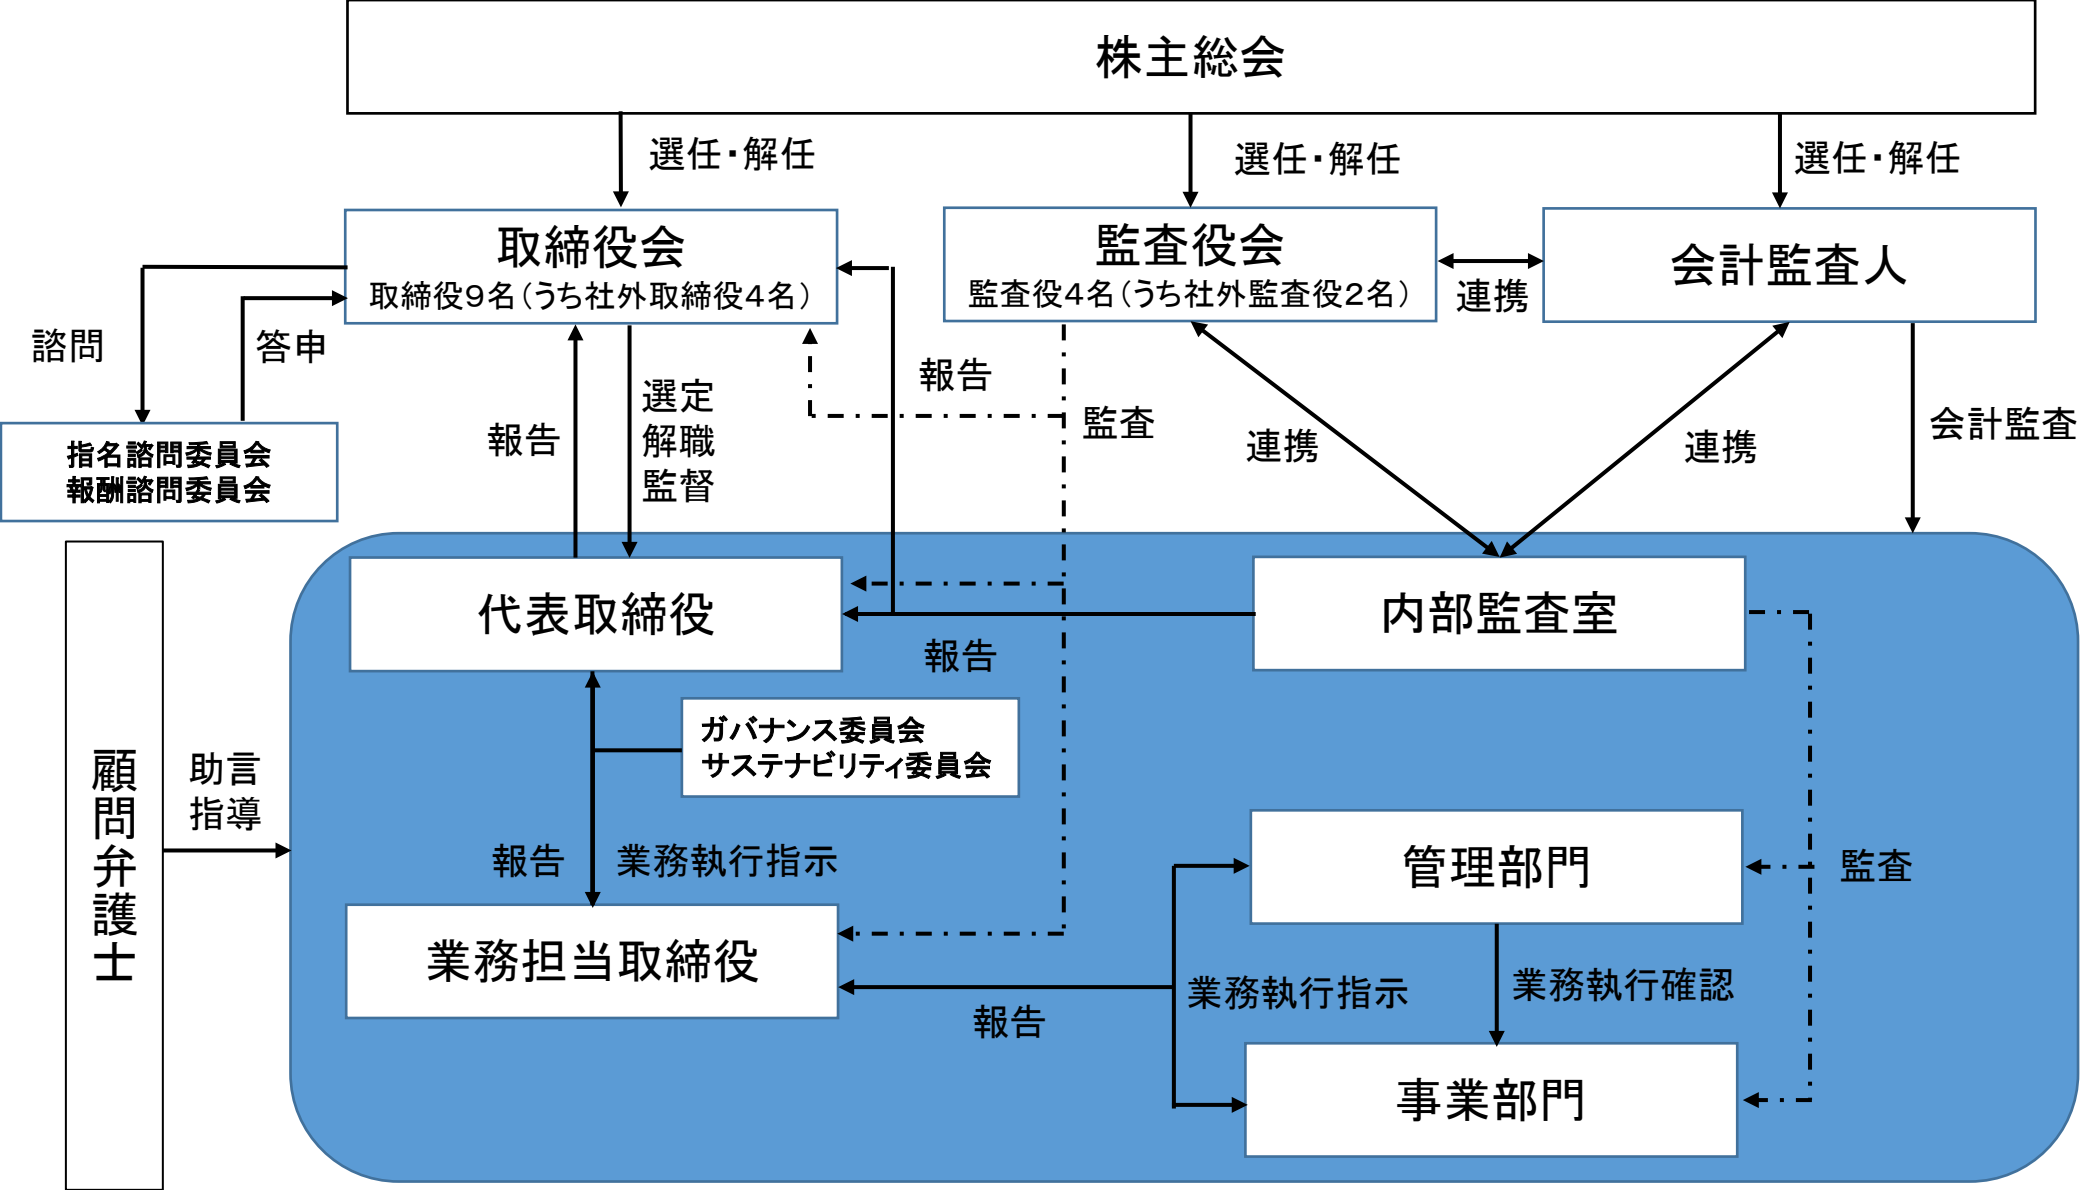 株主総会
選任・解任
選任・解任
選任・解任
取締役会
取締役９名（うち社外取締役４名）
監査役会
監査役４名（うち社外監査役２名）
会計監査人
連携
諮問
答申
報告
選定
解職
監督
報告
監査
連携
連携
会計監査
指名諮問委員会
報酬諮問委員会
代表取締役
内部監査室
報告
ガバナンス委員会
サステナビリティ委員会
顧問弁護士
助言
指導
報告
業務執行指示
管理部門
監査
業務担当取締役
業務執行指示
業務執行確認
報告
事業部門